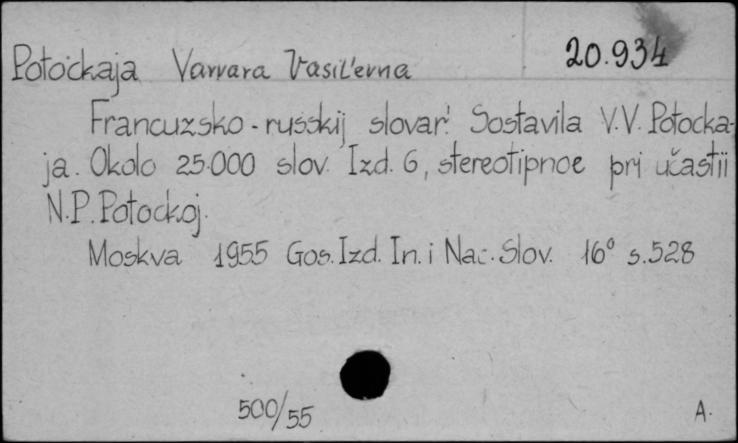 Potockaja Varvara Vasil'evna 20.934
Francuzsko-russkij slovar'. Sostavila V.V. Potocka-
ja. Okolo 25.000 slov. Izd. 6, stereotipnoe pri učastii
N.P. Potockoj.
Moskva 1955 Gos. Izd. In. i Nac. Slov. 16° s.528
500/55 A.